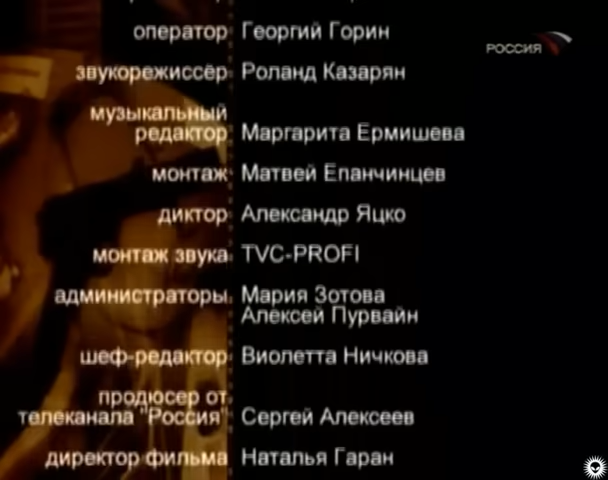 оператор Георгий Горин
РОССИЯ
звукорежиссёр Роланд Казарян
музыкальный
редактор Маргарита Ермишева
монтаж Матвей Епанчинцев
диктор Александр Яцко
монтаж звука TVC-PROFI
администраторы Мария Зотова
Алексей Пурвайн
шеф-редактор Виолетта Ничкова
продюсер от
телеканала "Россия" Сергей Алексеев
директор фильма Наталья Гаран